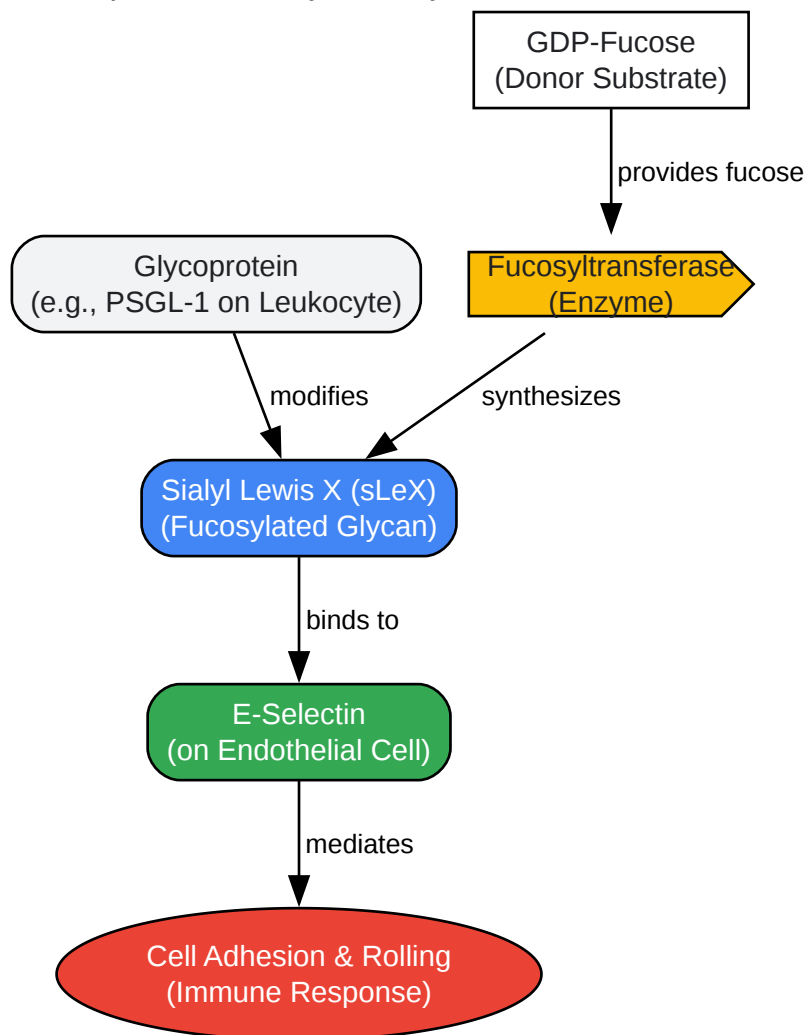 GDP-Fucose
(Donor Substrate)
provides fucose
Glycoprotein
(e.g., PSGL-1 on Leukocyte)
Fucosyltransferase
(Enzyme)
modifies
synthesizes
Sialyl Lewis X (sLeX)
(Fucosylated Glycan)
binds to
E-Selectin
(on Endothelial Cell)
mediates
Cell Adhesion & Rolling
(Immune Response)